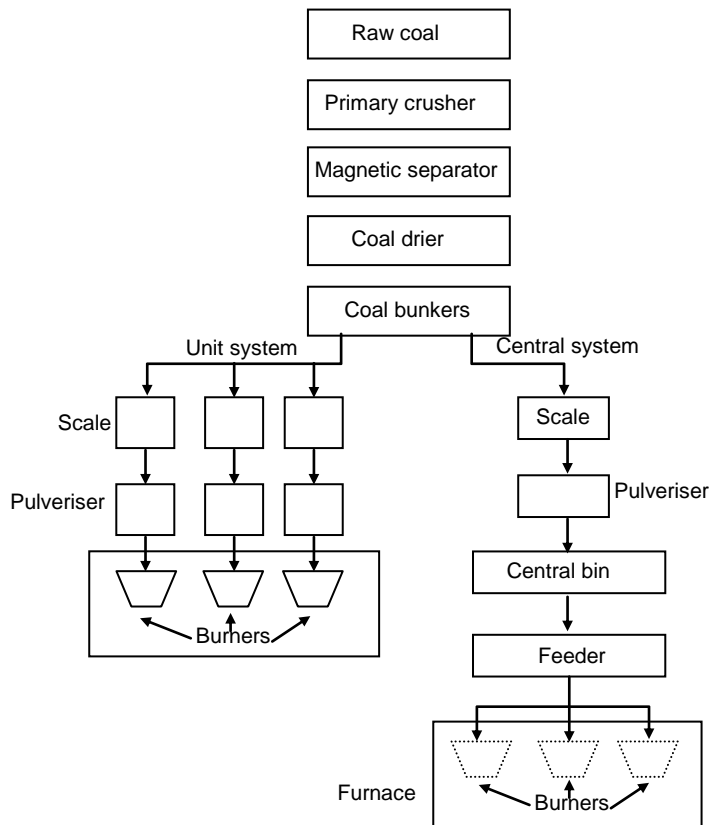 Raw coal
Primary crusher
Magnetic separator
Coal drier
Coal bunkers
Unit system
Central system
Scale
Scale
Pulveriser
Pulveriser
Central bin
Burners
Feeder
Furnace
Burners